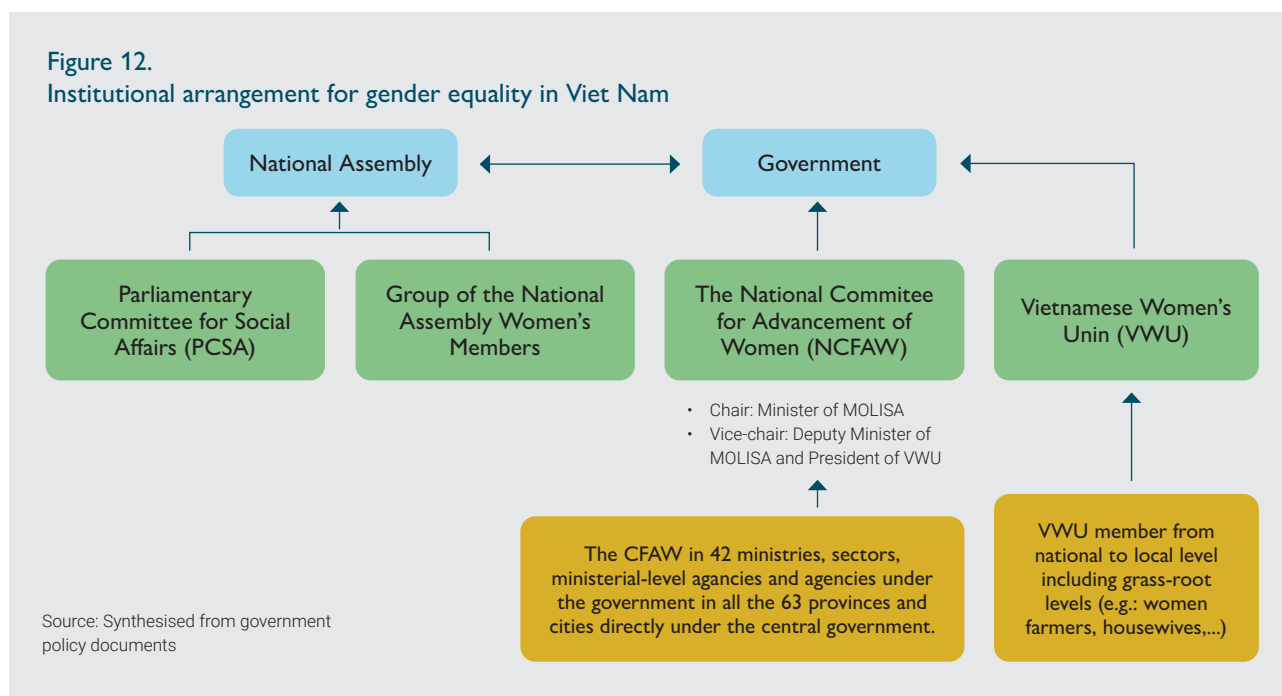 Figure 12.
Institutional arrangement for gender equality in Viet Nam
National Assembly
Government
Parliamentary
Committee for Social
Affairs (PCSA)
Group of the National
Assembly Women's
Members
The National Commitee
for Advancement of
Women (NCFAW)
Vietnamese Women's
Unin (VWU)
• Chair: Minister of MOLISA
• Vice-chair: Deputy Minister of
MOLISA and President of VWU
The CFAW in 42 ministries, sectors,
ministerial-level agancies and agencies under
the government in all the 63 provinces and
cities directly under the central government.
VWU member from
national to local level
including grass-root
levels (e.g.: women
farmers, housewives,...)
Source: Synthesised from government
policy documents